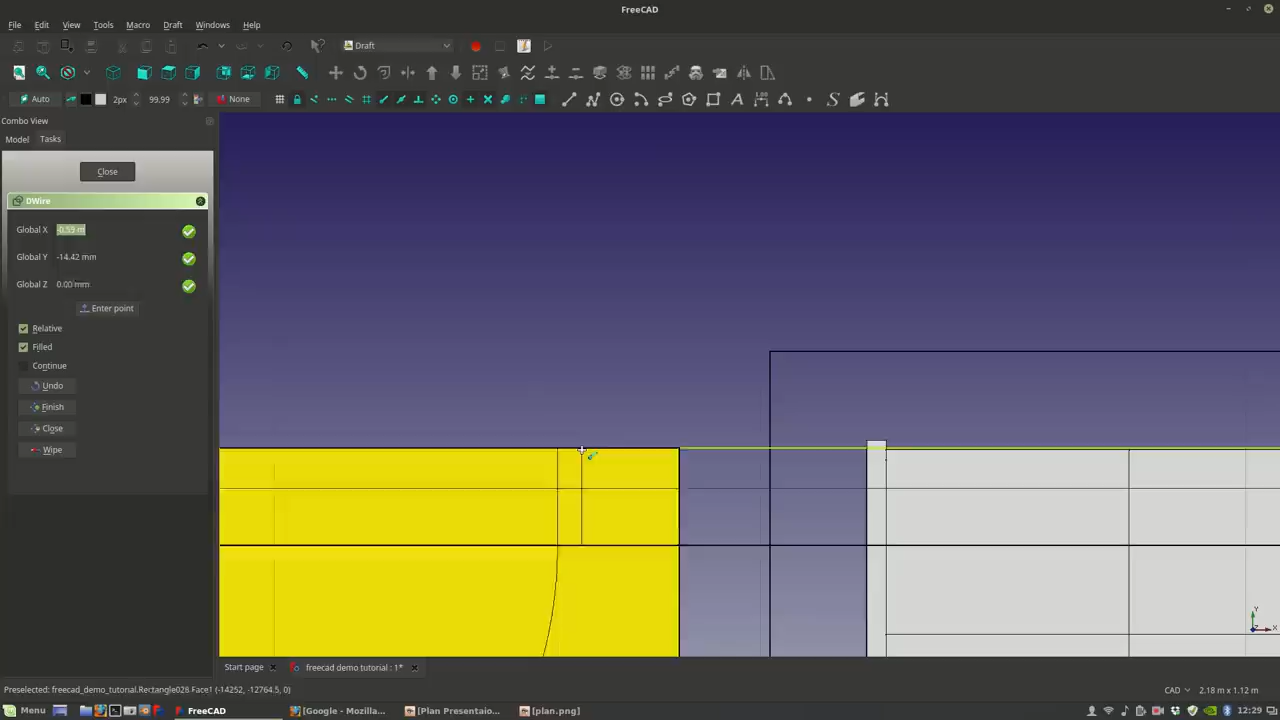 FreeCAD
File Edit View Tools Macro Draft Windows Help
Draft
Auto 2px 99.99 None
Combo View
Model Tasks
Close
DWire
Global X -0.59 m
Global Y -14.42 mm
Global Z 0.00 mm
Enter point
Relative
Filled
Continue
Undo
Finish
Close
Wipe
Y
X
Start page freecad demo tutorial : 1*
Preselected: freecad_demo_tutorial.Rectangle028.Face1 (-14252, -12764.5, 0) CAD 2.18 m x 1.12 m
Menu FreeCAD [Google - Mozilla... [Plan Presentaio... [plan.png] 12:29